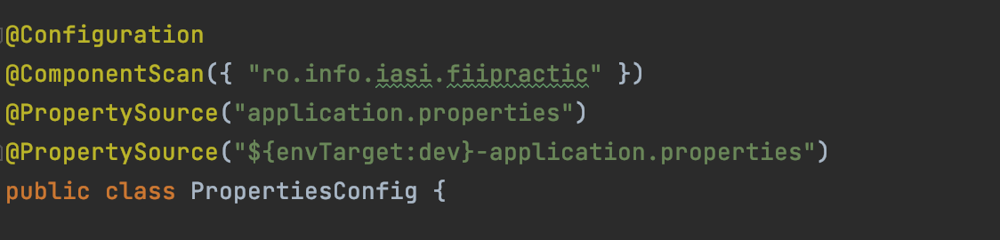 @Configuration
@ComponentScan({ "ro.info.iasi.fiipractic" })
@PropertySource("application.properties")
@PropertySource("${envTarget:dev}-application.properties")
public class PropertiesConfig {